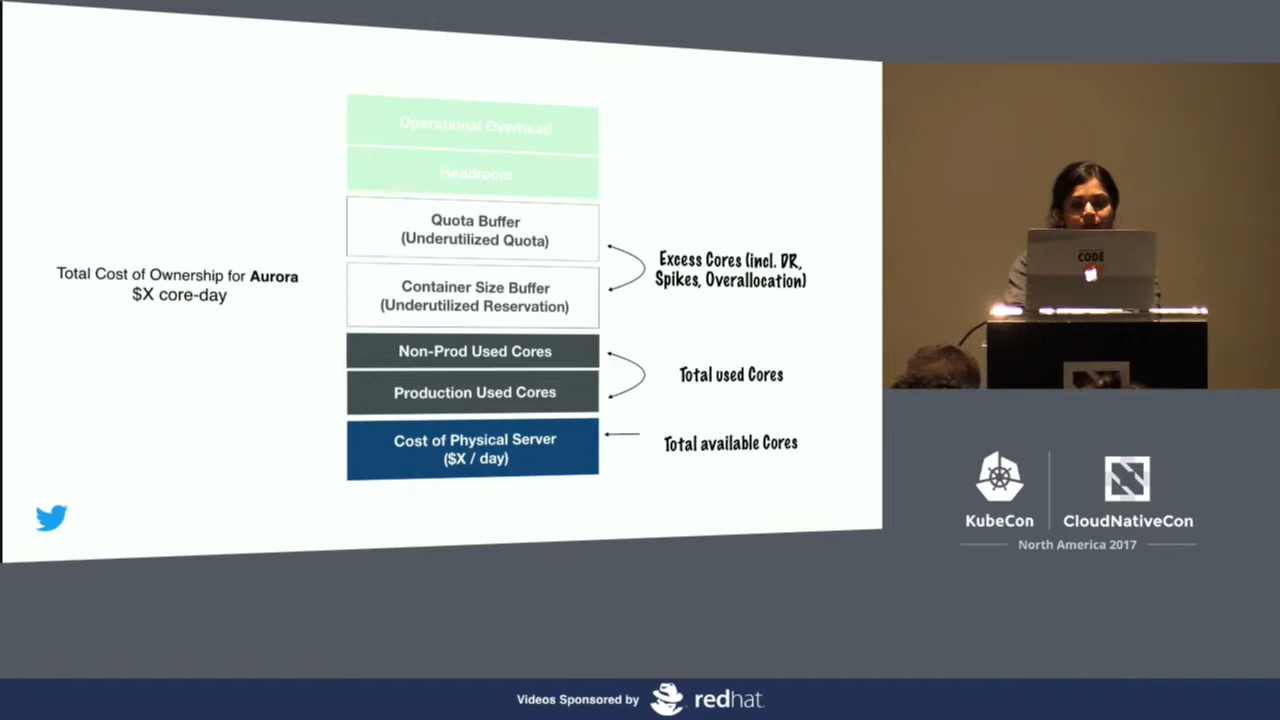 Operational Overhead
Headroom
Quota Buffer
(Underutilized Quota)
Container Size Buffer
(Underutilized Reservation)
Non-Prod Used Cores
Production Used Cores
Cost of Physical Server
($X / day)
Total Cost of Ownership for Aurora
$X core-day
Excess Cores (incl. DR,
Spikes, Overallocation)
Total used Cores
Total available Cores
CODE
KubeCon
CloudNativeCon
North America 2017
Videos Sponsored by
redhat